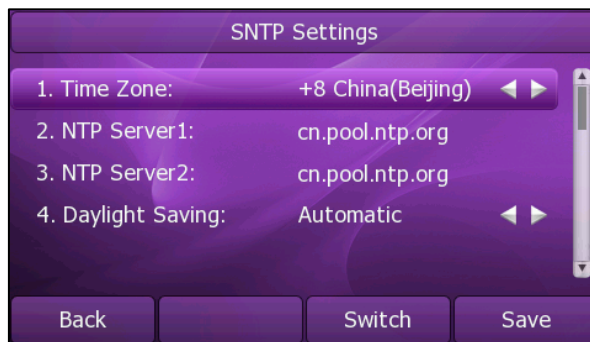 SNTP Settings
1. Time Zone: +8 China(Beijing)
2. NTP Server1: cn.pool.ntp.org
3. NTP Server2: cn.pool.ntp.org
4. Daylight Saving: Automatic
Back Switch Save